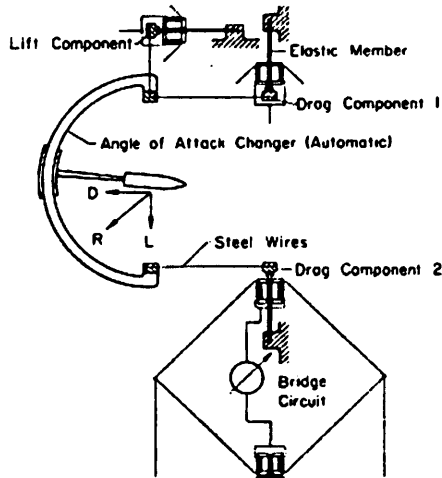 Lift Component
Elastic Member
Drag Component 1
Angle of Attack Changer (Automatic)
D
R
L
Steel Wires
Drag Component 2
Bridge
Circuit